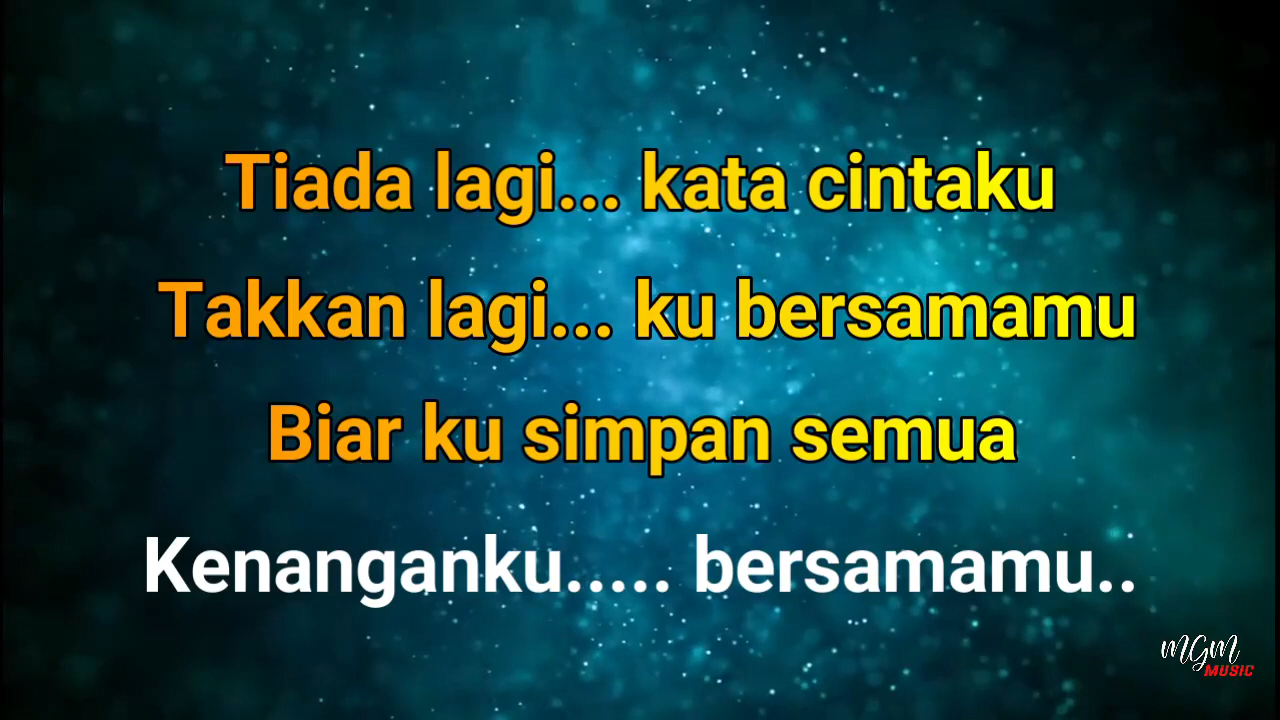 Tiada lagi... kata cintaku
Takkan lagi... ku bersamamu
Biar ku simpan semua
Kenanganku..... bersamamu..
MGM
MUSIC